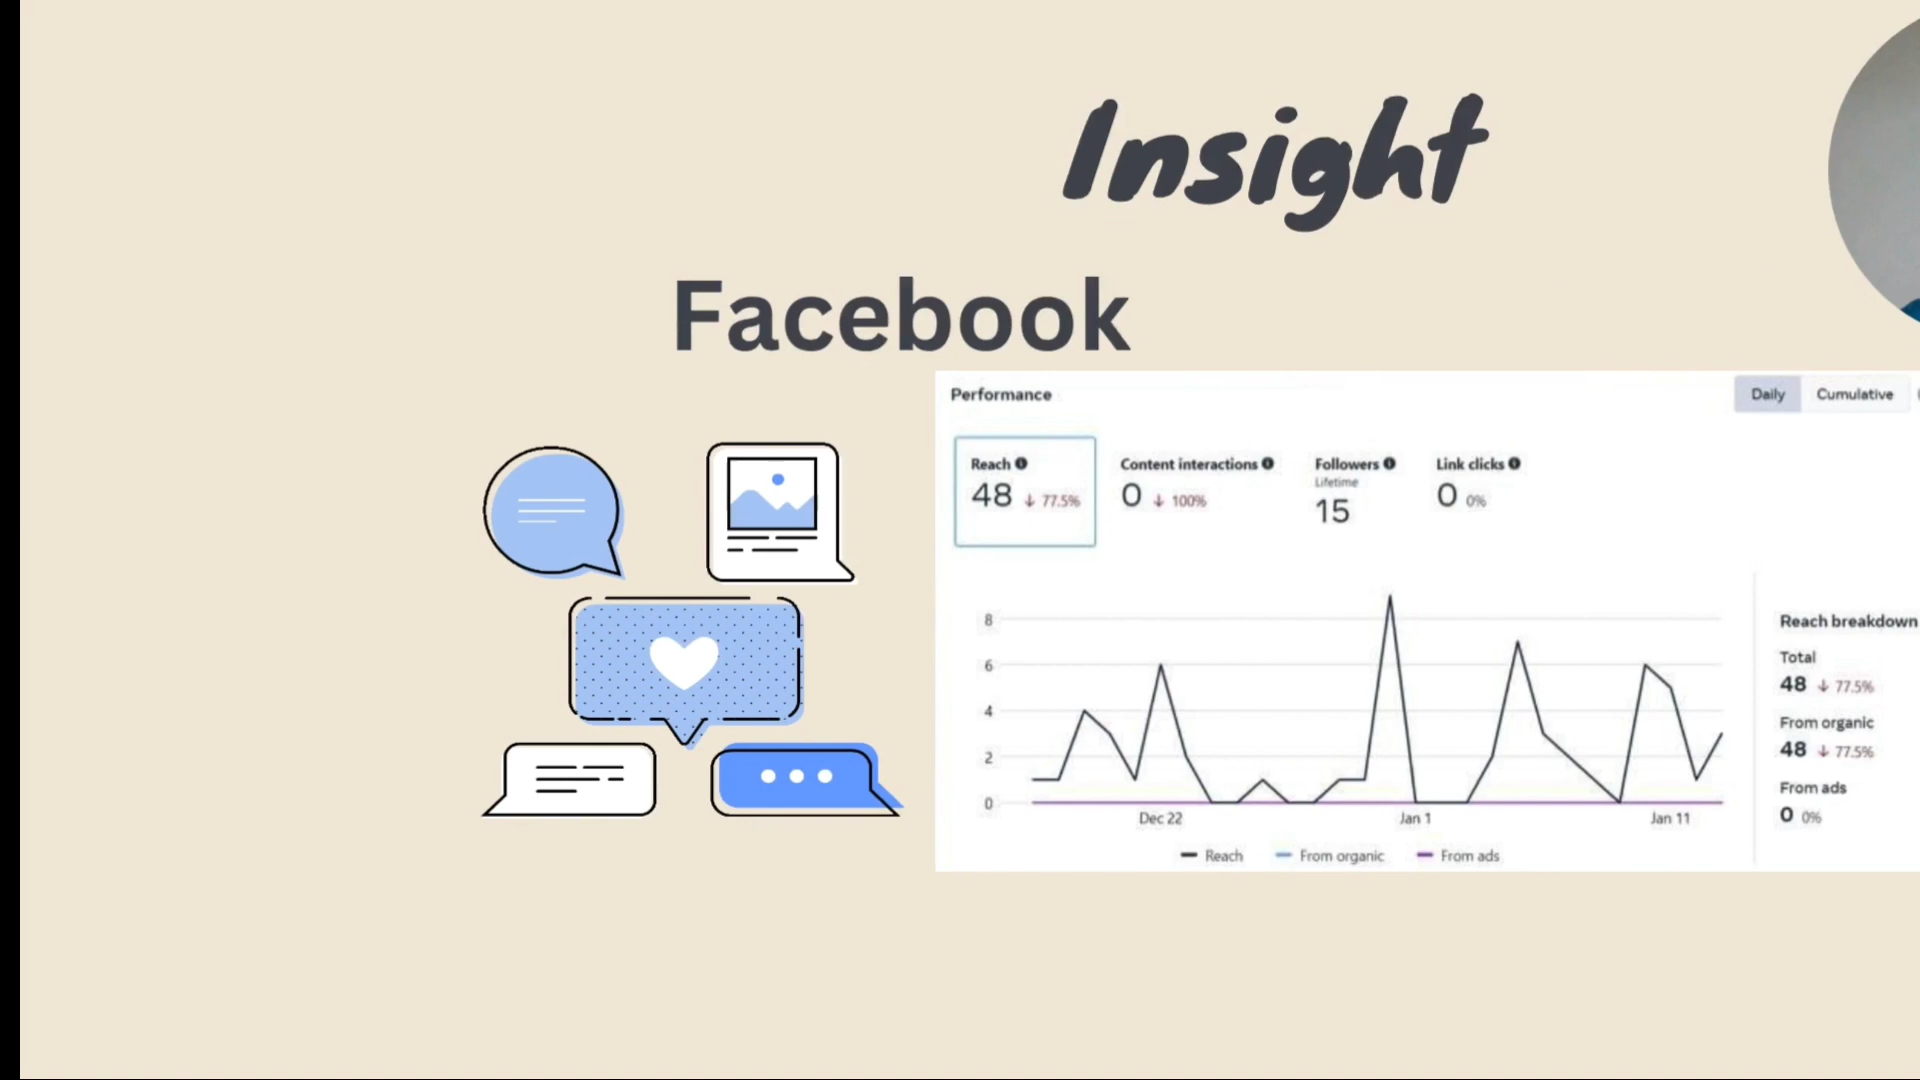 Insight
Facebook
Performance
Daily Cumulative
Reach Content interactions Followers Link clicks
Lifetime
48 ↓ 77.5% 0 ↓ 100% 15 0 0%
8
6
4
2
0
Dec 22 Jan 1 Jan 11
Reach From organic From ads
Reach breakdown
Total
48 ↓ 77.5%
From organic
48 ↓ 77.5%
From ads
0 0%